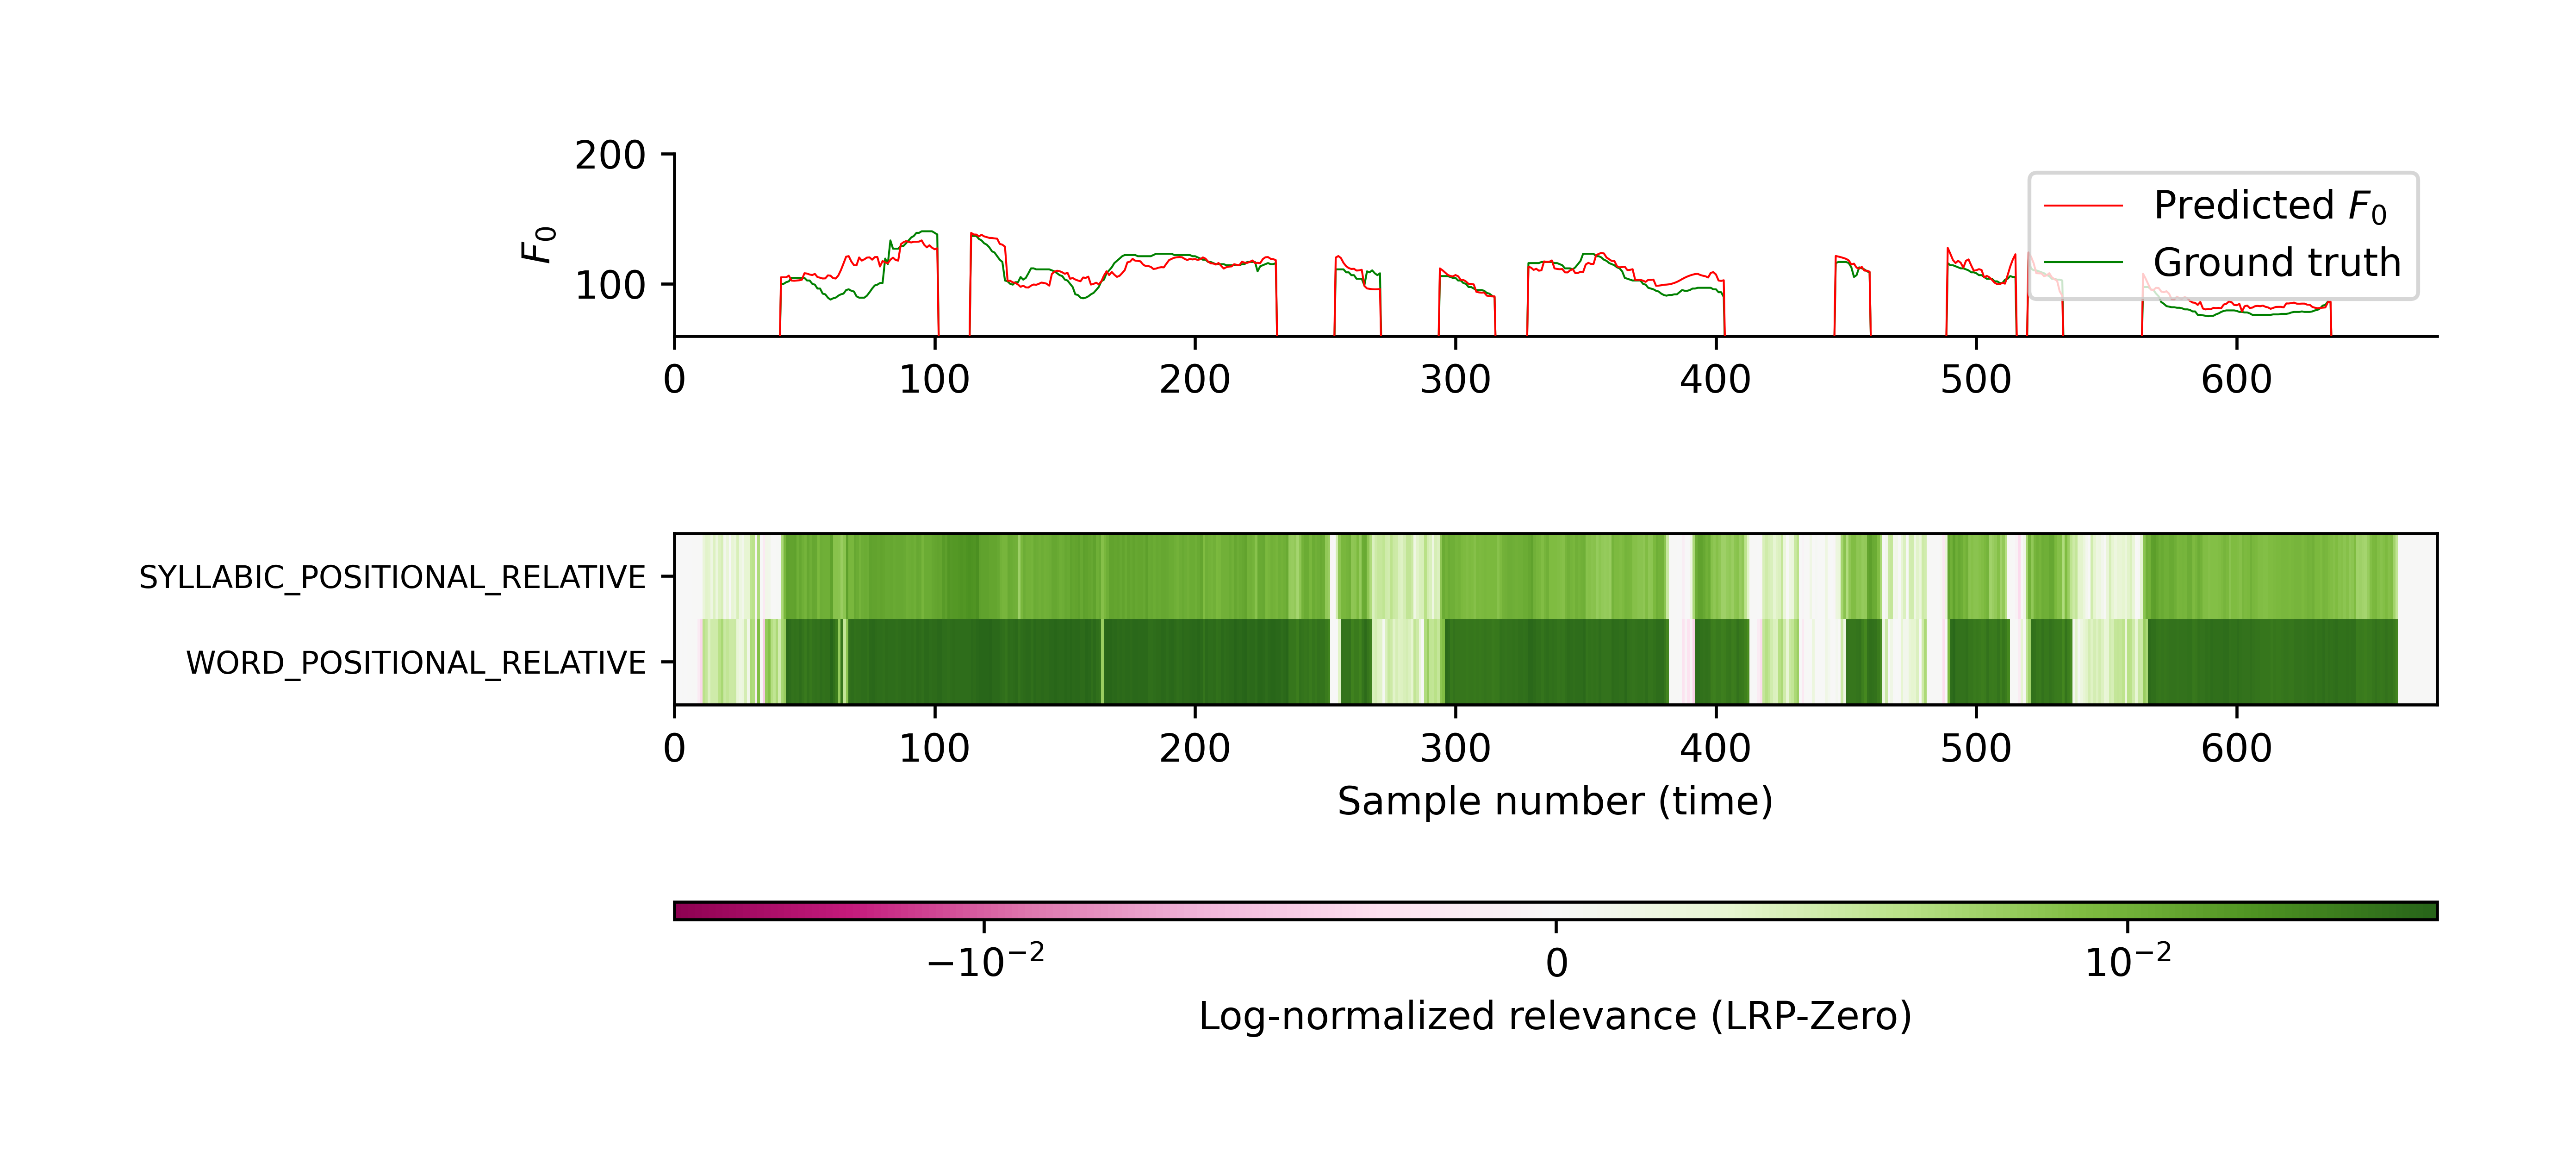 200
100
F₀
Predicted F₀
Ground truth
0 100 200 300 400 500 600
SYLLABIC_POSITIONAL_RELATIVE
WORD_POSITIONAL_RELATIVE
0 100 200 300 400 500 600
Sample number (time)
−10⁻² 0 10⁻²
Log-normalized relevance (LRP-Zero)